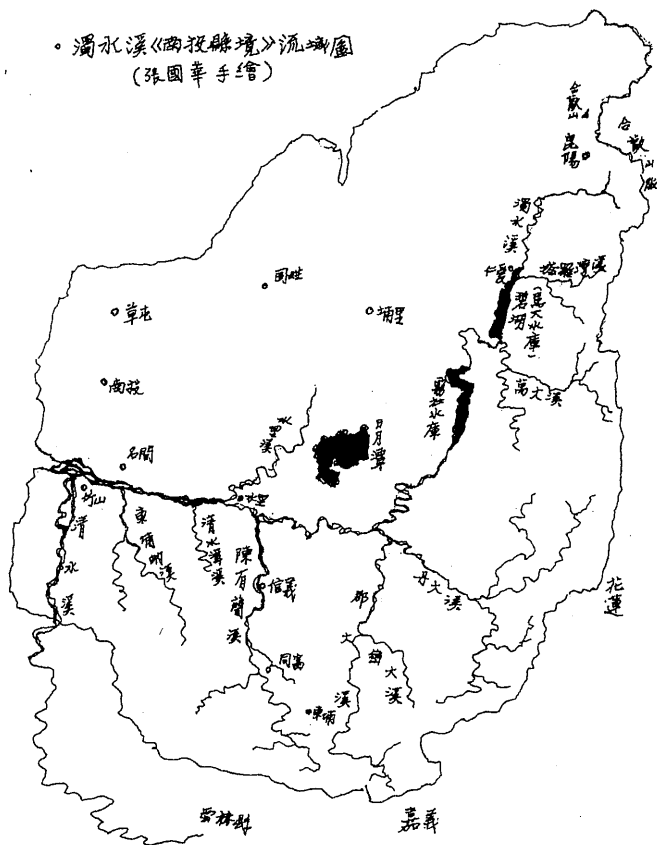 濁水溪《南投縣境》流域圖
(張國華手繪)
合歡山
昆陽
合歡山脈
濁水溪
仁愛
塔羅灣溪
碧湖
(萬大水庫)
國姓
草屯
埔里
南投
萬大溪
霧社水庫
水里溪
日月潭
名間
竹山
水里
清水溪
東埔蚋溪
清水溝溪
陳有蘭溪
信義
郡大溪
丹大溪
花蓮
同富
巒大溪
東埔
雲林縣
嘉義